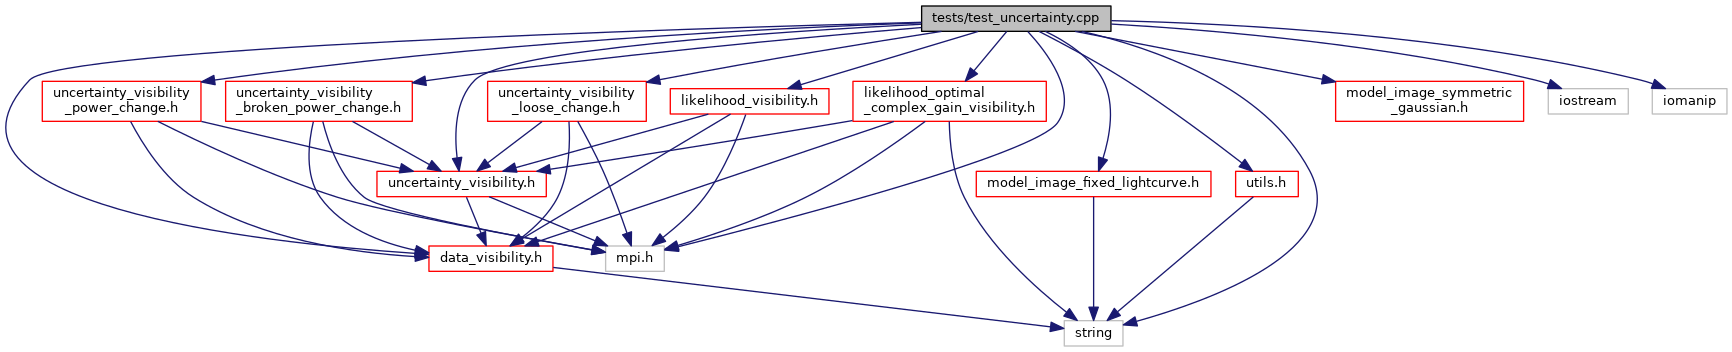 tests/test_uncertainty.cpp
uncertainty_visibility
_power_change.h
uncertainty_visibility
_broken_power_change.h
uncertainty_visibility
_loose_change.h
likelihood_visibility.h
likelihood_optimal
_complex_gain_visibility.h
model_image_symmetric
_gaussian.h
iostream
iomanip
uncertainty_visibility.h
model_image_fixed_lightcurve.h
utils.h
data_visibility.h
mpi.h
string